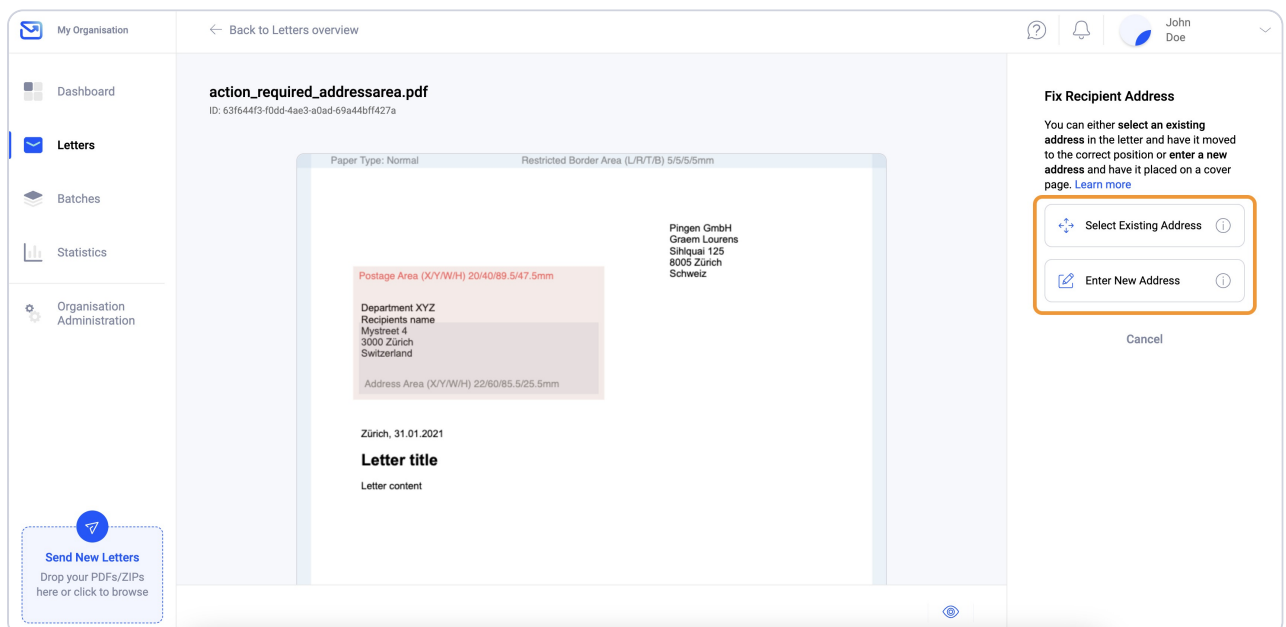 My Organisation
Back to Letters overview
John
Doe
Dashboard
Letters
Batches
Statistics
Organisation
Administration
Send New Letters
Drop your PDFs/ZIPs
here or click to browse
action_required_addressarea.pdf
ID: 63f644f3-f0dd-4ae3-a0ad-69a44bff427a
Paper Type: Normal Restricted Border Area (L/R/T/B) 5/5/5/5mm
Pingen GmbH
Graem Lourens
Sihlquai 125
8005 Zürich
Schweiz
Postage Area (X/Y/W/H) 20/40/89.5/47.5mm
Department XYZ
Recipients name
Mystreet 4
3000 Zürich
Switzerland
Address Area (X/Y/W/H) 22/60/85.5/25.5mm
Zürich, 31.01.2021
Letter title
Letter content
Fix Recipient Address
You can either select an existing
address in the letter and have it moved
to the correct position or enter a new
address and have it placed on a cover
page. Learn more
Select Existing Address
Enter New Address
Cancel